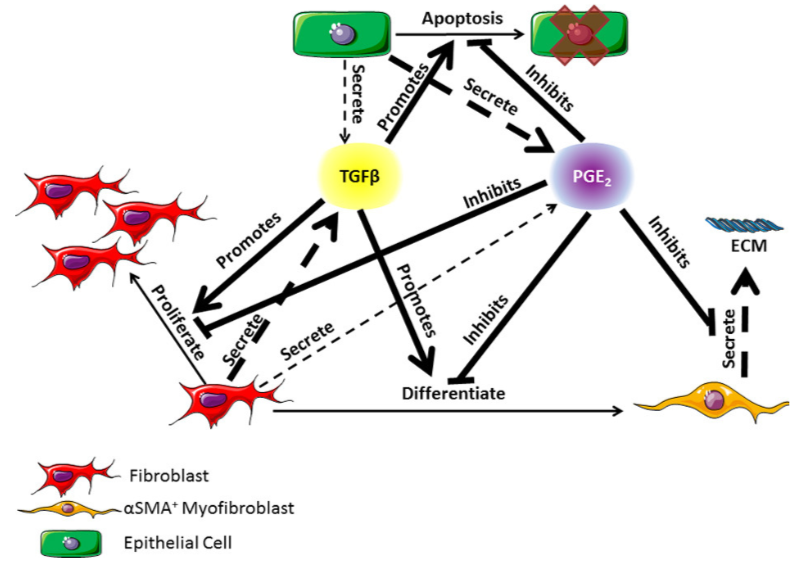 Apoptosis
Secrete
Promotes
Secrete
Inhibits
TGFβ
PGE₂
Inhibits
Promotes
Inhibits
ECM
Proliferate
Secrete
Secrete
Promotes
Inhibits
Secrete
Differentiate
Fibroblast
αSMA⁺ Myofibroblast
Epithelial Cell